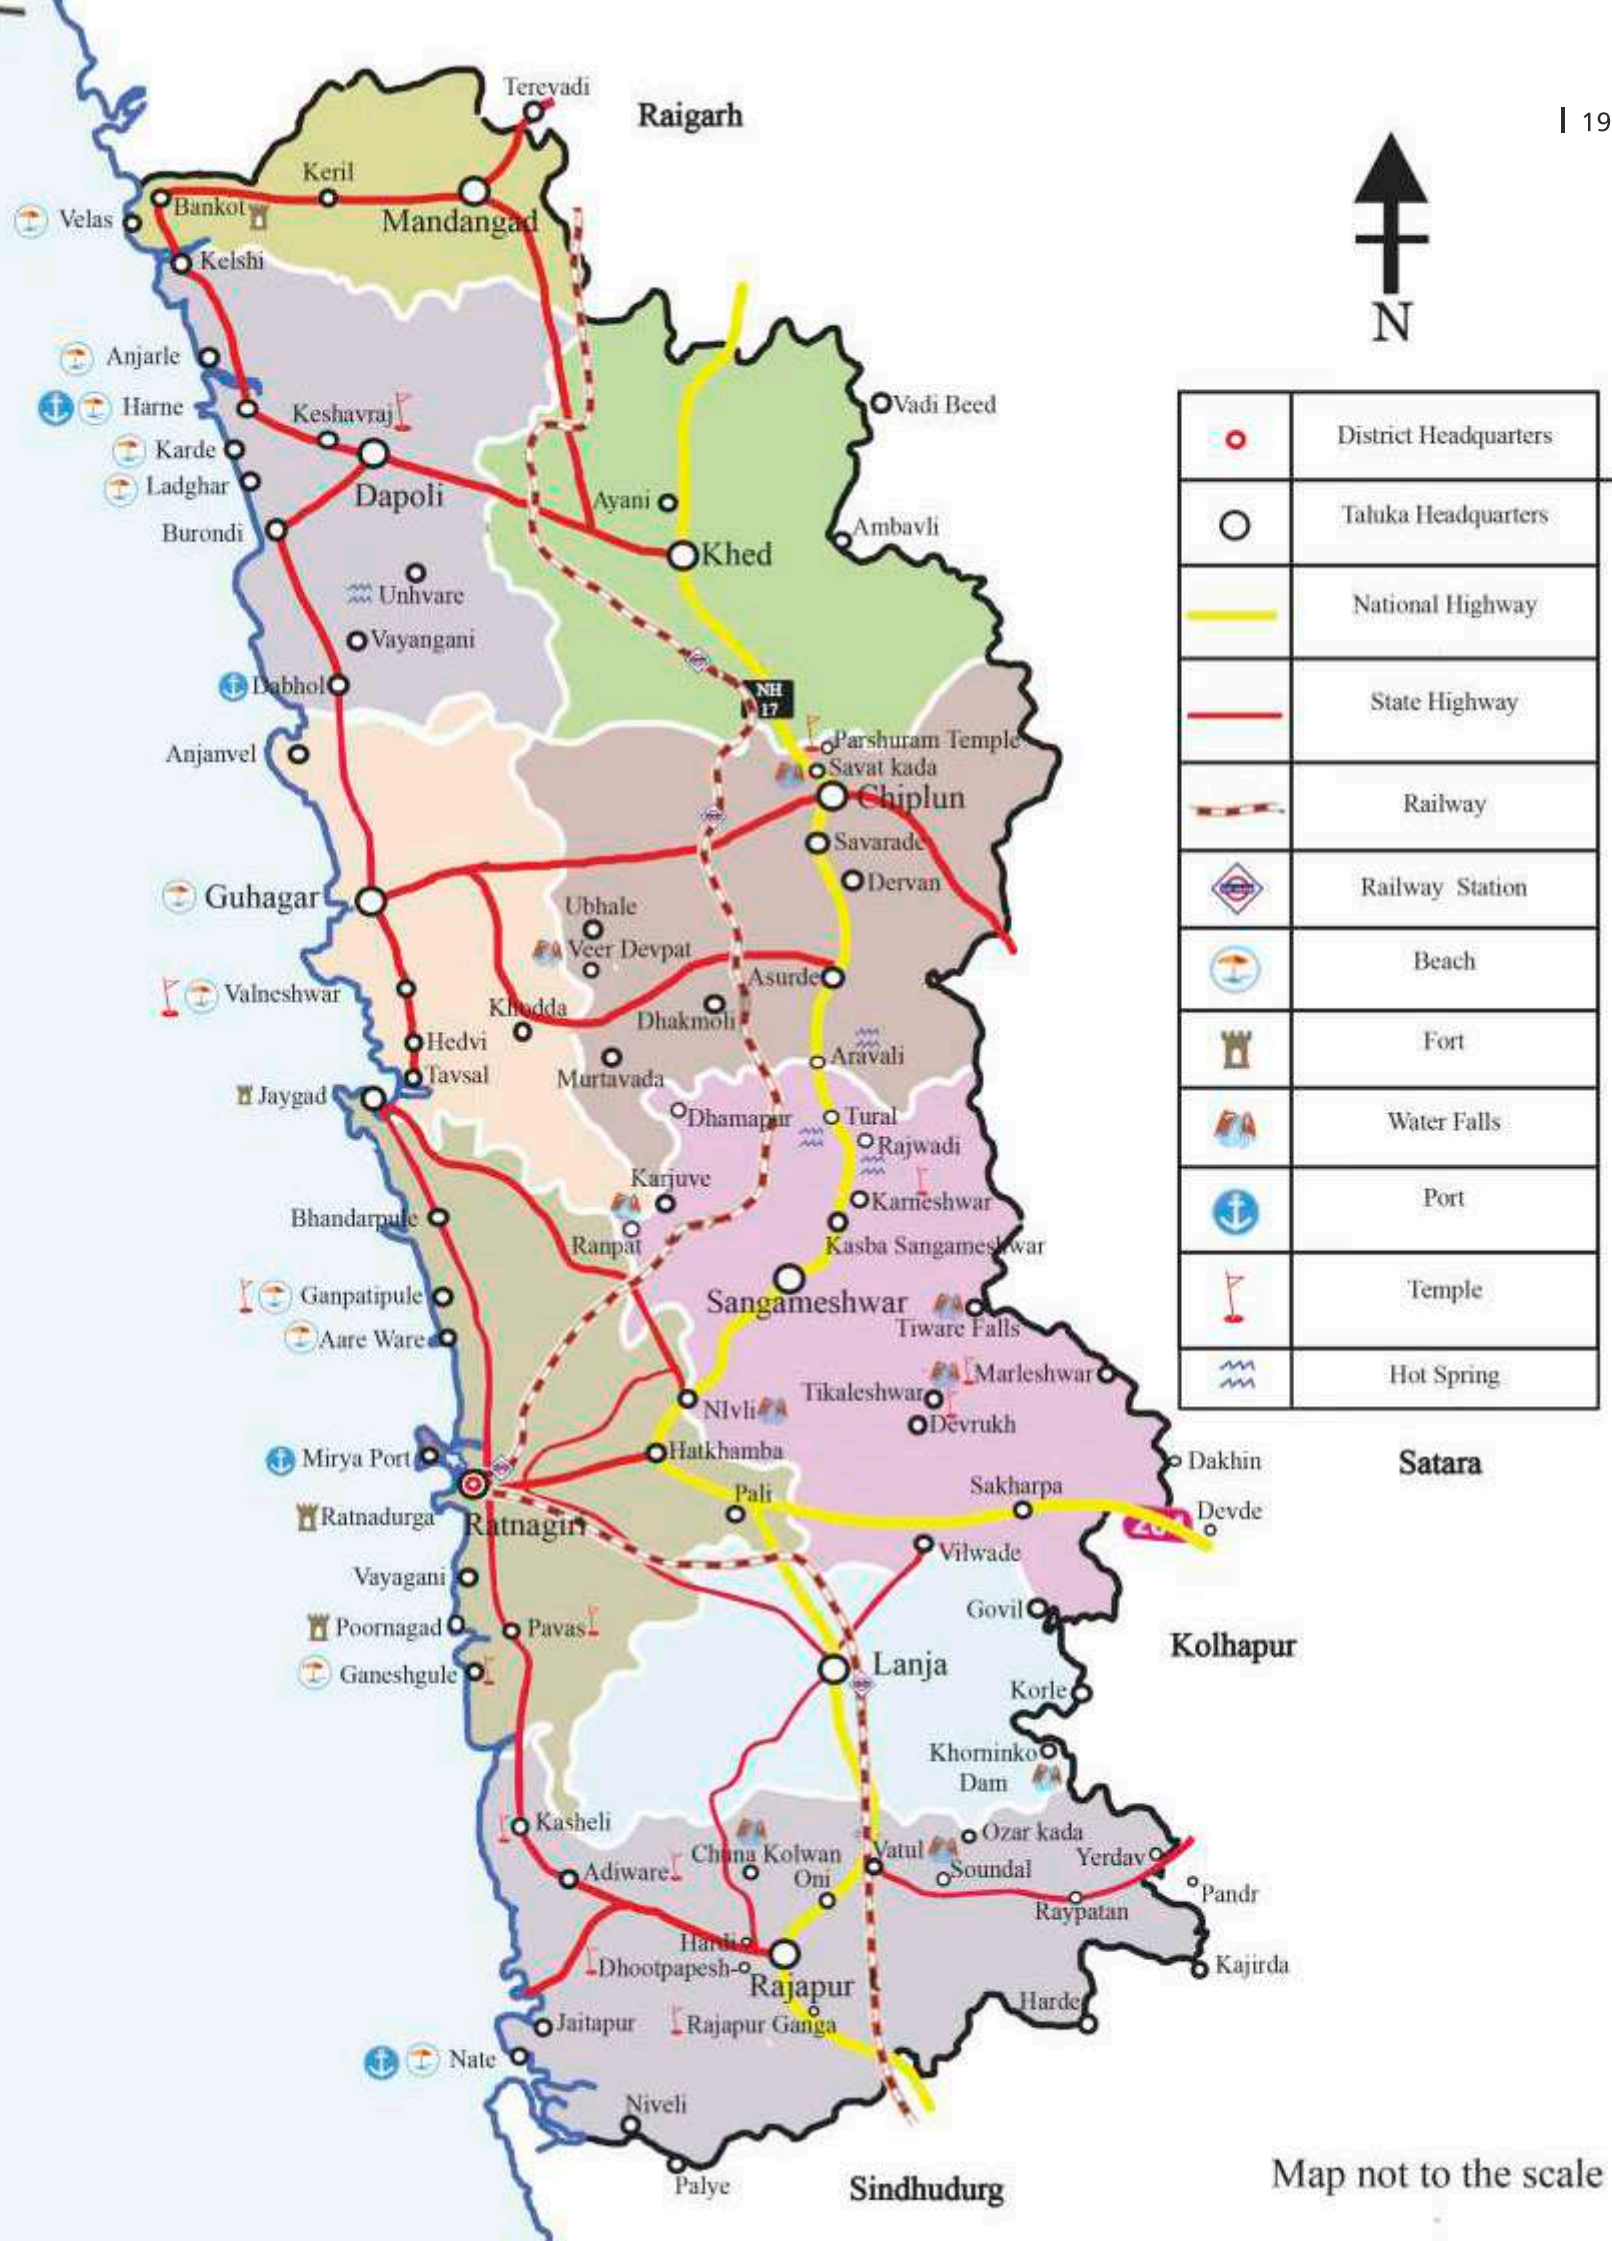 Terevadi
Raigarh
19
Keril
Bankot
Mandangad
Velas
Kelshi
N
Anjarle
Harne
Keshavraj
Vadi Beed
Karde
Ladghar
Dapoli
Ayani
Burondi
Ambavli
Khed
Unhvare
Vayangani
Dabhol
NH
17
Anjanvel
Parshuram Temple
Savat kada
Chiplun
Savarade
Dervan
Guhagar
Ubhale
Veer Devpat
Asurde
Valneshwar
Khodda
Dhakmoli
Hedvi
Aravali
Tavsal
Murtavada
Jaygad
Dhamapur
Tural
Rajwadi
Karjuve
Karneshwar
Bhandarpule
Ranpat
Kasba Sangameshwar
Ganpatipule
Sangameshwar
Aare Ware
Tiware Falls
Marleshwar
Tikaleshwar
NIvli
Devrukh
Mirya Port
Hatkhamba
Dakhin
Satara
Pali
Sakharpa
Devde
Ratnadurga
Ratnagiri
Vilwade
Vayagani
Govil
Poornagad
Pavas
Kolhapur
Ganeshgule
Lanja
Korle
Khorninko
Dam
Kasheli
Ozar kada
Chuna Kolwan
Vatul
Yerdav
Adiware
Oni
Soundal
Pandr
Raypatan
Hardi
Dhootpapesh
Rajapur
Kajirda
Harde
Jaitapur
Rajapur Ganga
Nate
Niveli
Palye
Sindhudurg
Map not to the scale
District Headquarters
Taluka Headquarters
National Highway
State Highway
Railway
Railway Station
Beach
Fort
Water Falls
Port
Temple
Hot Spring